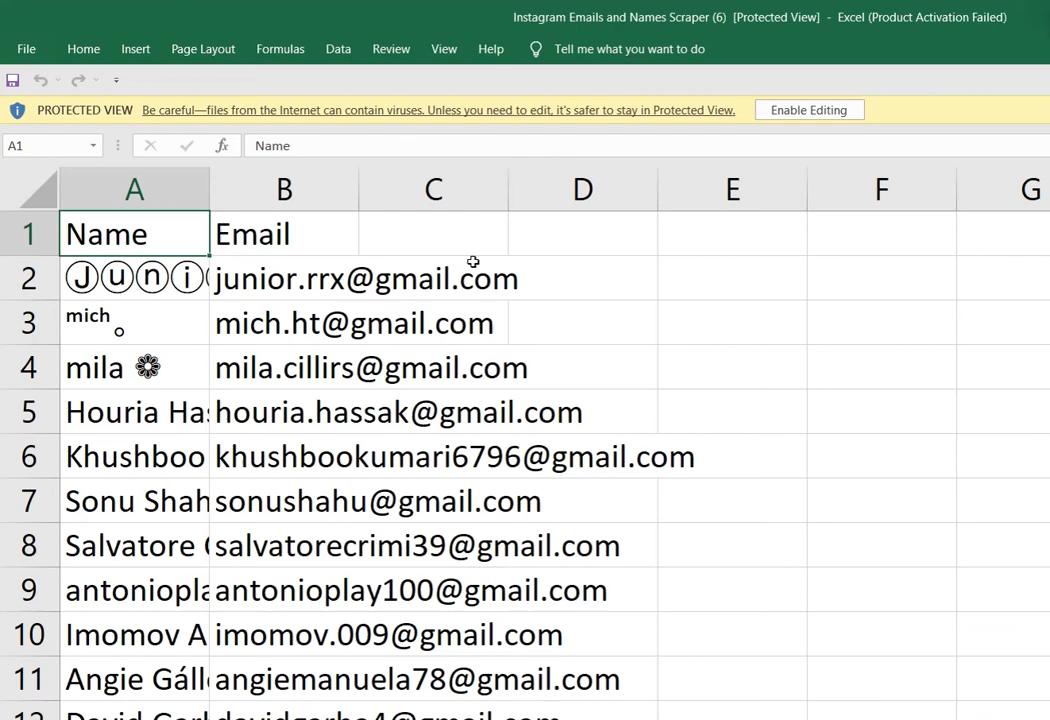 Instagram Emails and Names Scraper (6) [Protected View] - Excel (Product Activation Failed)
File Home Insert Page Layout Formulas Data Review View Help Tell me what you want to do
PROTECTED VIEW Be careful—files from the Internet can contain viruses. Unless you need to edit, it's safer to stay in Protected View. Enable Editing
A1 fx Name
A B C D E F G
1 Name Email
2 Ⓙⓤⓝⓘ junior.rrx@gmail.com
3 ᵐⁱᶜʰ。 mich.ht@gmail.com
4 mila ❁ mila.cillirs@gmail.com
5 Houria Has houria.hassak@gmail.com
6 Khushboo khushbookumari6796@gmail.com
7 Sonu Shah sonushahu@gmail.com
8 Salvatore salvatorecrimi39@gmail.com
9 antoniopla antonioplay100@gmail.com
10 Imomov A imomov.009@gmail.com
11 Angie Gáll angiemanuela78@gmail.com